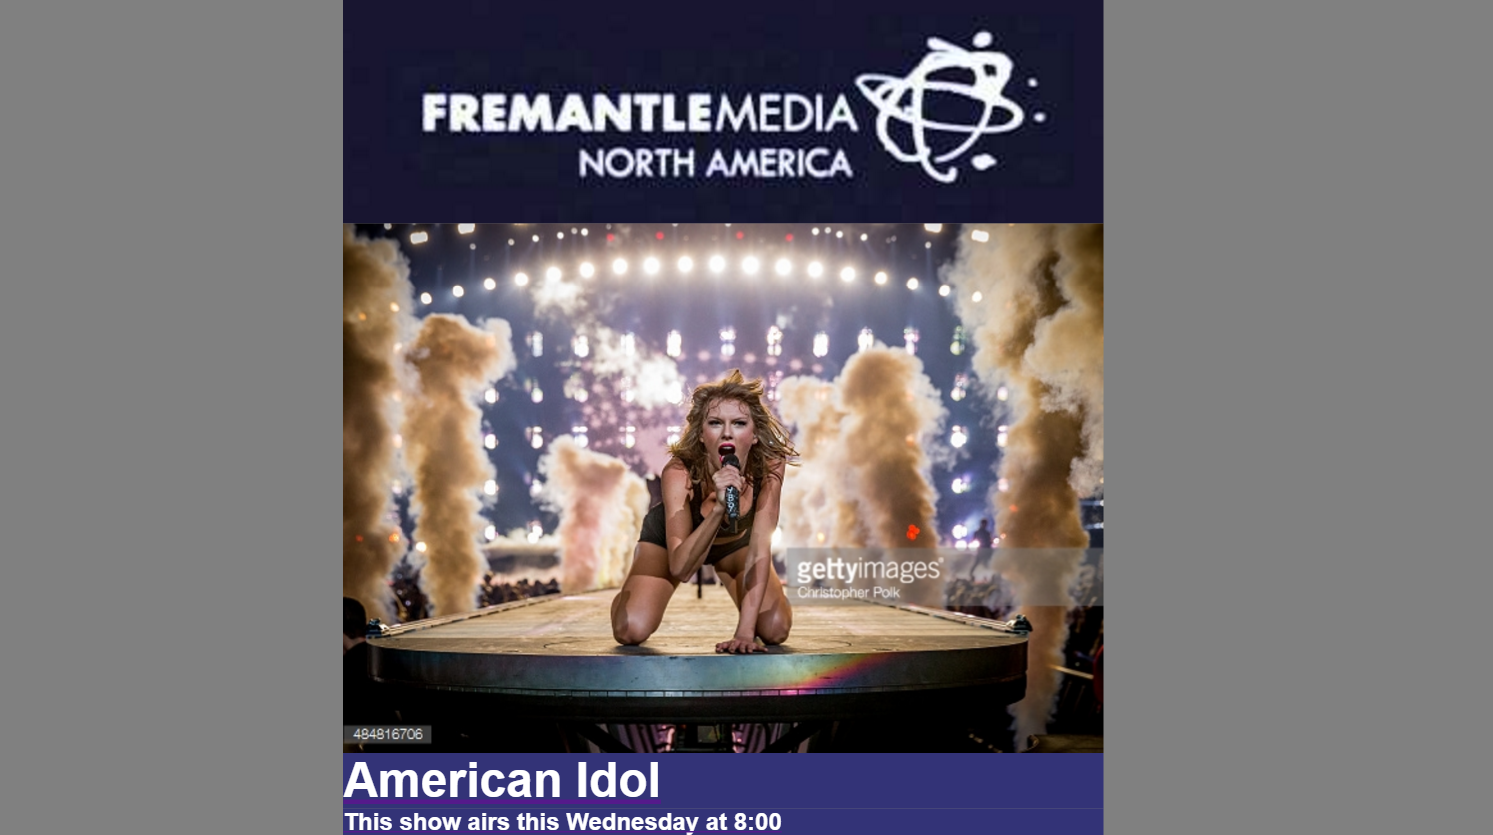 FREMANTLEMEDIA
NORTH AMERICA
gettyimages®
Christopher Polk
484816706
American Idol
This show airs this Wednesday at 8:00